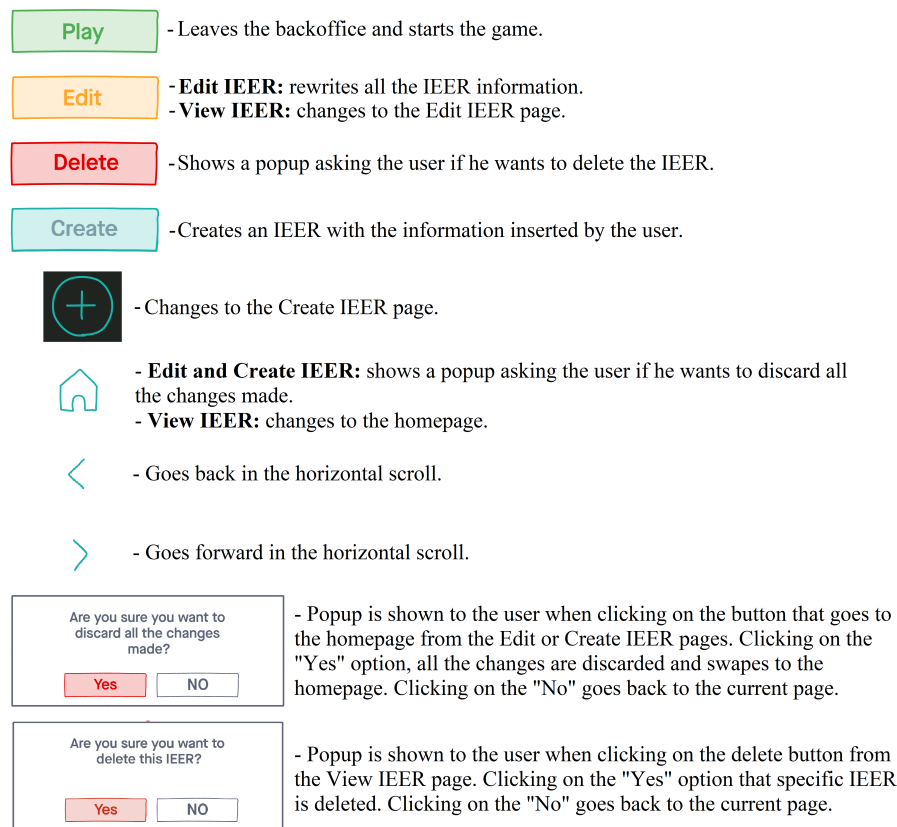 Play
- Leaves the backoffice and starts the game.
Edit
- Edit IEER: rewrites all the IEER information.
- View IEER: changes to the Edit IEER page.
Delete
- Shows a popup asking the user if he wants to delete the IEER.
Create
- Creates an IEER with the information inserted by the user.
- Changes to the Create IEER page.
- Edit and Create IEER: shows a popup asking the user if he wants to discard all
the changes made.
- View IEER: changes to the homepage.
- Goes back in the horizontal scroll.
- Goes forward in the horizontal scroll.
Are you sure you want to
discard all the changes
made?
Yes NO
- Popup is shown to the user when clicking on the button that goes to
the homepage from the Edit or Create IEER pages. Clicking on the
"Yes" option, all the changes are discarded and swapes to the
homepage. Clicking on the "No" goes back to the current page.
Are you sure you want to
delete this IEER?
Yes NO
- Popup is shown to the user when clicking on the delete button from
the View IEER page. Clicking on the "Yes" option that specific IEER
is deleted. Clicking on the "No" goes back to the current page.